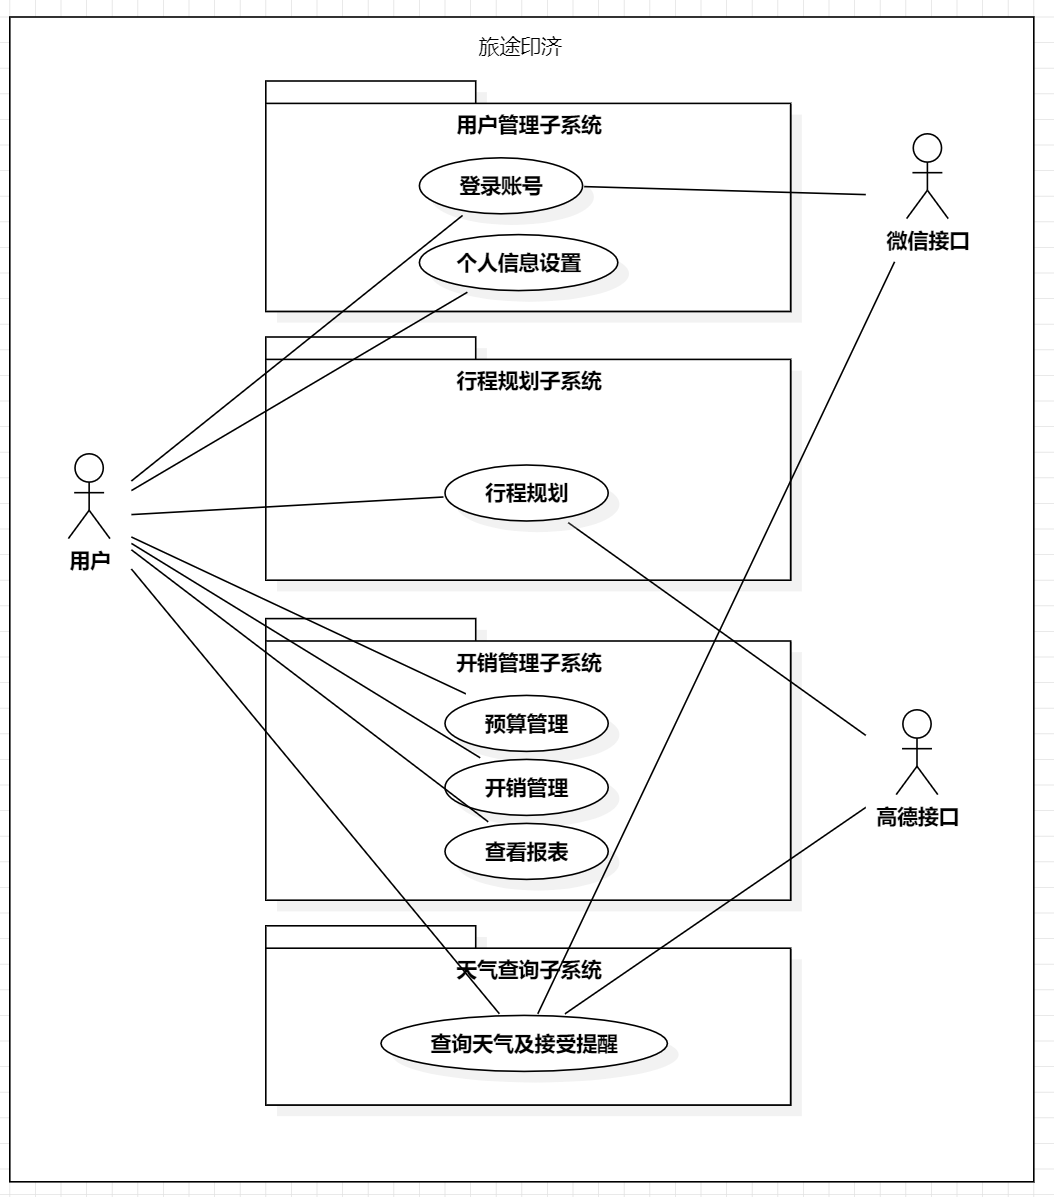 旅途印济
用户管理子系统
登录账号
个人信息设置
微信接口
行程规划子系统
行程规划
用户
开销管理子系统
预算管理
开销管理
查看报表
高德接口
天气查询子系统
查询天气及接受提醒